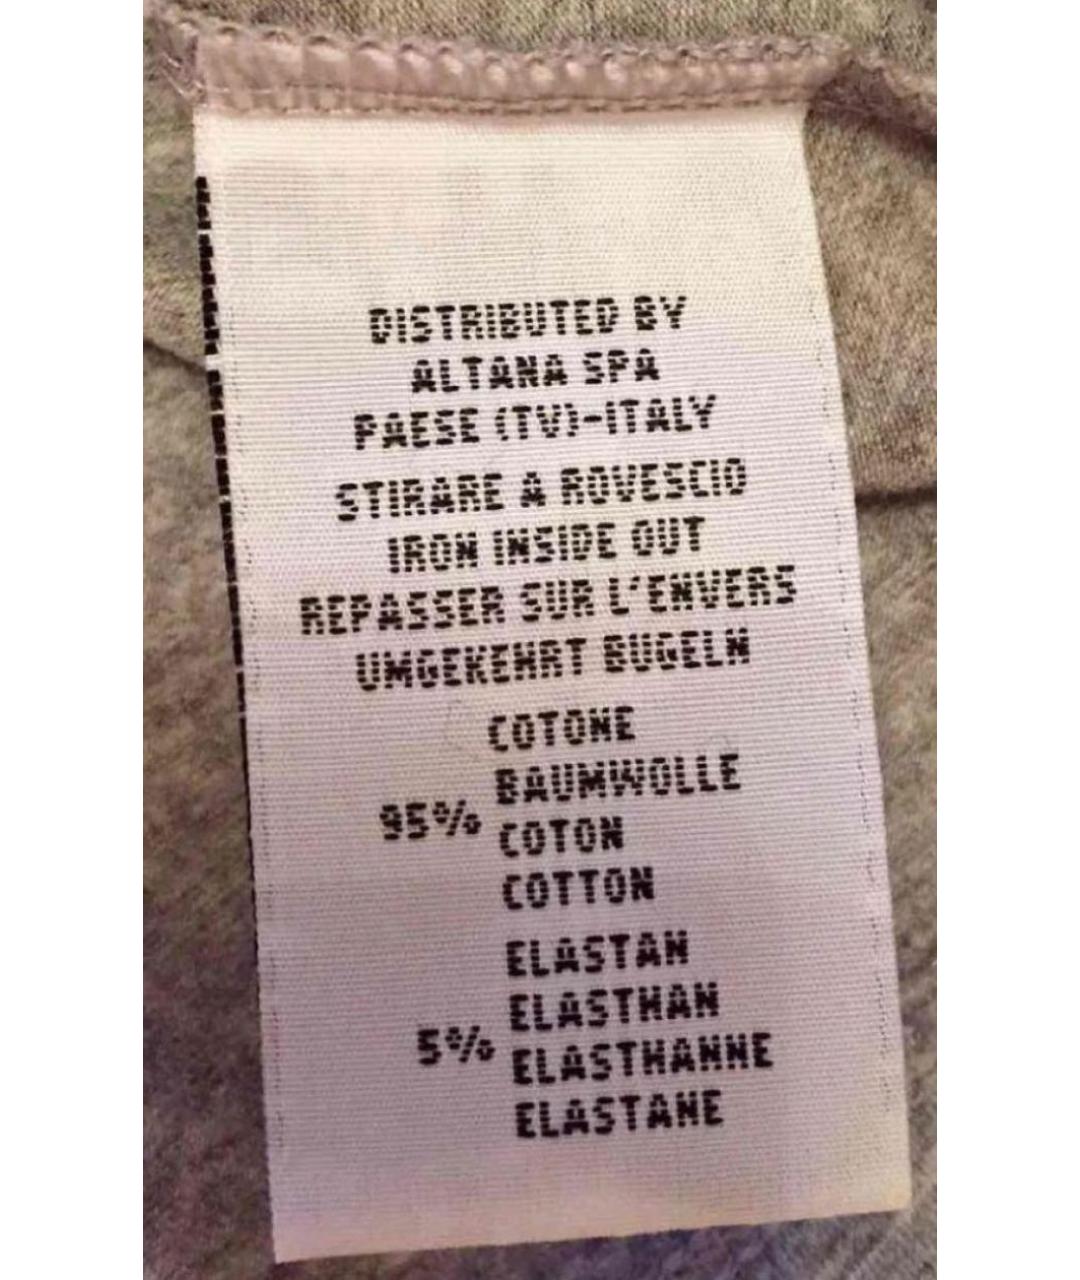 DISTRIBUTED BY
ALTANA SPA
PAESE (TV)-ITALY
STIRARE A ROVESCIO
IRON INSIDE OUT
REPASSER SUR L'ENVERS
UMGEKEHRT BUGELN
95%
COTONE
BAUMWOLLE
COTON
COTTON
5%
ELASTAN
ELASTHAN
ELASTHANNE
ELASTANE